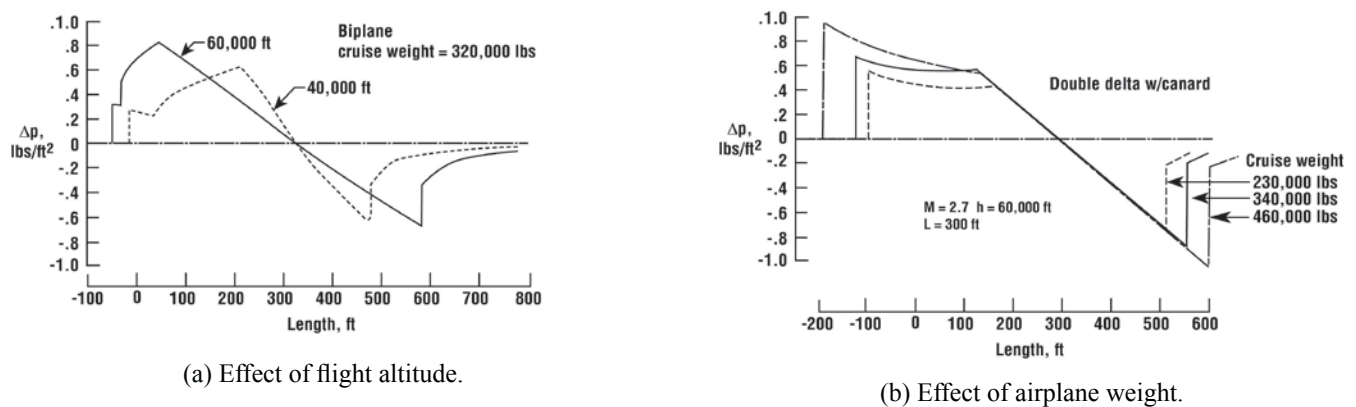 1.0
.8
.6
.4
.2
0
-.2
-.4
-.6
-.8
-1.0
Δp,
lbs/ft2
60,000 ft
40,000 ft
Biplane
cruise weight = 320,000 lbs
-100 0 100 200 300 400 500 600 700 800
Length, ft
(a) Effect of flight altitude.
1.0
.8
.6
.4
.2
0
-.2
-.4
-.6
-.8
-1.0
Δp,
lbs/ft2
Double delta w/canard
M = 2.7 h = 60,000 ft
L = 300 ft
Cruise weight
230,000 lbs
340,000 lbs
460,000 lbs
-200 -100 0 100 200 300 400 500 600
Length, ft
(b) Effect of airplane weight.